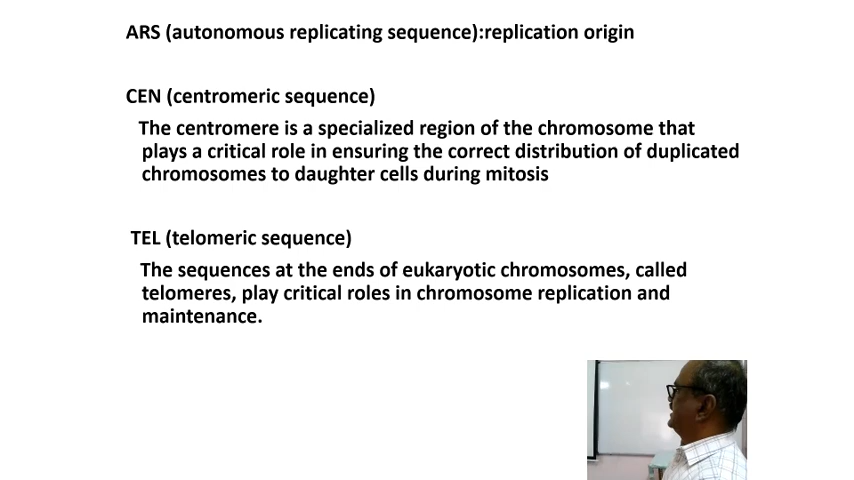 ARS (autonomous replicating sequence):replication origin
CEN (centromeric sequence)
The centromere is a specialized region of the chromosome that
plays a critical role in ensuring the correct distribution of duplicated
chromosomes to daughter cells during mitosis
TEL (telomeric sequence)
The sequences at the ends of eukaryotic chromosomes, called
telomeres, play critical roles in chromosome replication and
maintenance.